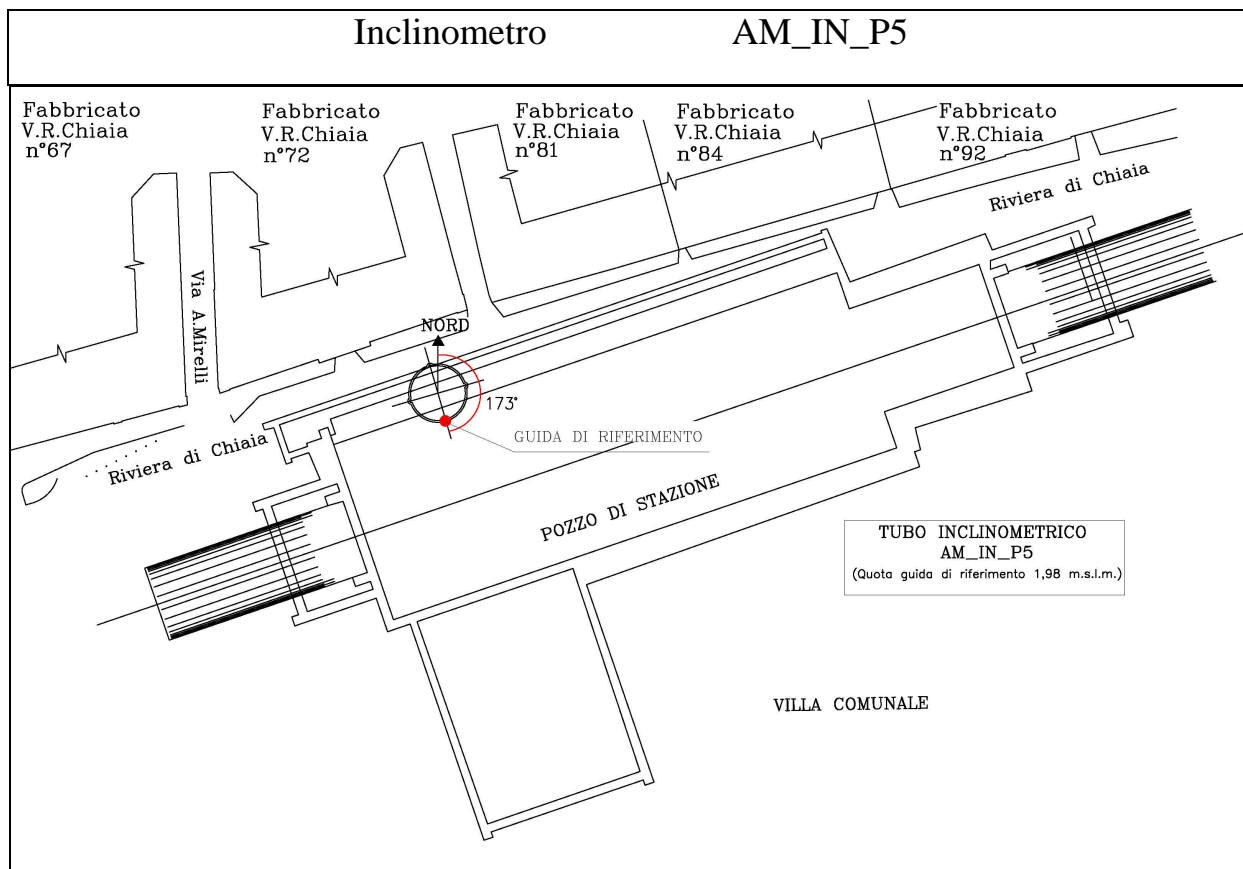 Inclinometro AM_IN_P5
Fabbricato
V.R.Chiaia
n°67
Fabbricato
V.R.Chiaia
n°72
Fabbricato
V.R.Chiaia
n°81
Fabbricato
V.R.Chiaia
n°84
Fabbricato
V.R.Chiaia
n°92
Riviera di Chiaia
Via A.Mirelli
NORD
173°
GUIDA DI RIFERIMENTO
Riviera di Chiaia
POZZO DI STAZIONE
TUBO INCLINOMETRICO
AM_IN_P5
(Quota guida di riferimento 1,98 m.s.l.m.)
VILLA COMUNALE